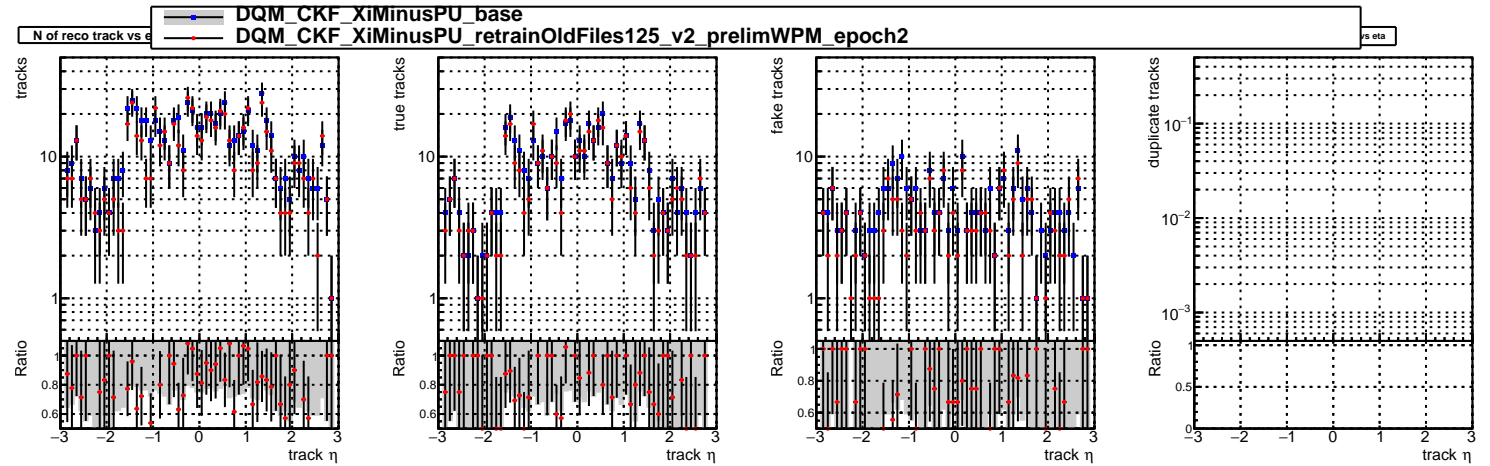 DQM_CKF_XiMinusPU_base
DQM_CKF_XiMinusPU_retrainOldFiles125_v2_prelimWPM_epoch2
N of reco track vs e
vs eta
tracks
10
1
Ratio
1
0.8
0.6
−3 −2 −1 0 1 2 3
track η
true tracks
10
1
Ratio
1
0.8
0.6
−3 −2 −1 0 1 2 3
track η
fake tracks
10
1
Ratio
1
0.8
0.6
−3 −2 −1 0 1 2 3
track η
duplicate tracks
10−1
10−2
10−3
Ratio
1
0.5
0
−3 −2 −1 0 1 2 3
track η